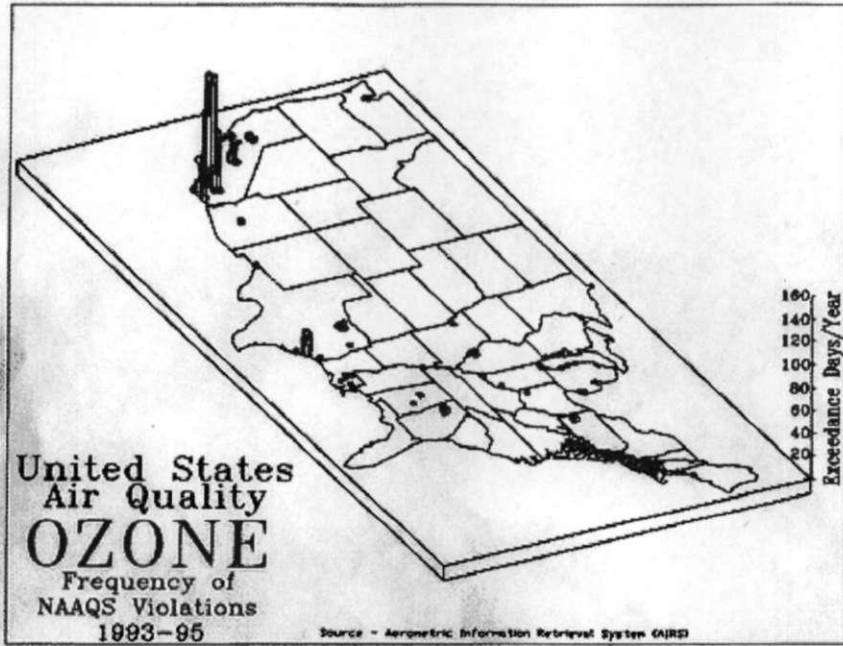 160
140
120
100
80
60
40
20
Exceedance Days/Year
United States
Air Quality
OZONE
Frequency of
NAAQS Violations
1993-95
Source - Aerometric Information Retrieval System (AIRS)